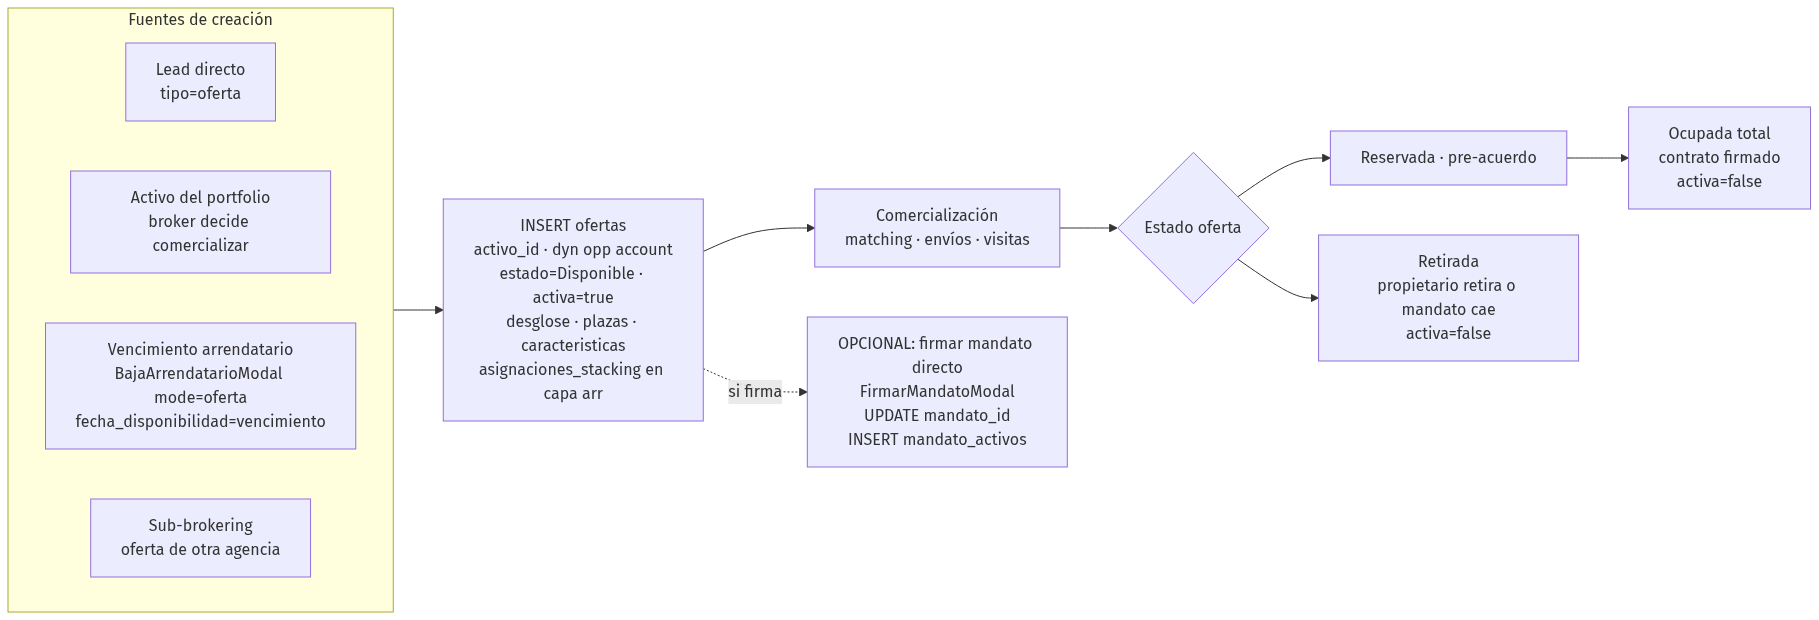 Fuentes de creación
Lead directo
tipo=oferta
Activo del portfolio
broker decide
comercializar
Vencimiento arrendatario
BajaArrendatarioModal
mode=oferta
fecha_disponibilidad=vencimiento
Sub-brokering
oferta de otra agencia
INSERT ofertas
activo_id · dyn opp account
estado=Disponible ·
activa=true
desglose · plazas ·
caracteristicas
asignaciones_stacking en
capa arr
si firma
Comercialización
matching · envíos · visitas
OPCIONAL: firmar mandato
directo
FirmarMandatoModal
UPDATE mandato_id
INSERT mandato_activos
Estado oferta
Reservada · pre-acuerdo
Retirada
propietario retira o
mandato cae
activa=false
Ocupada total
contrato firmado
activa=false